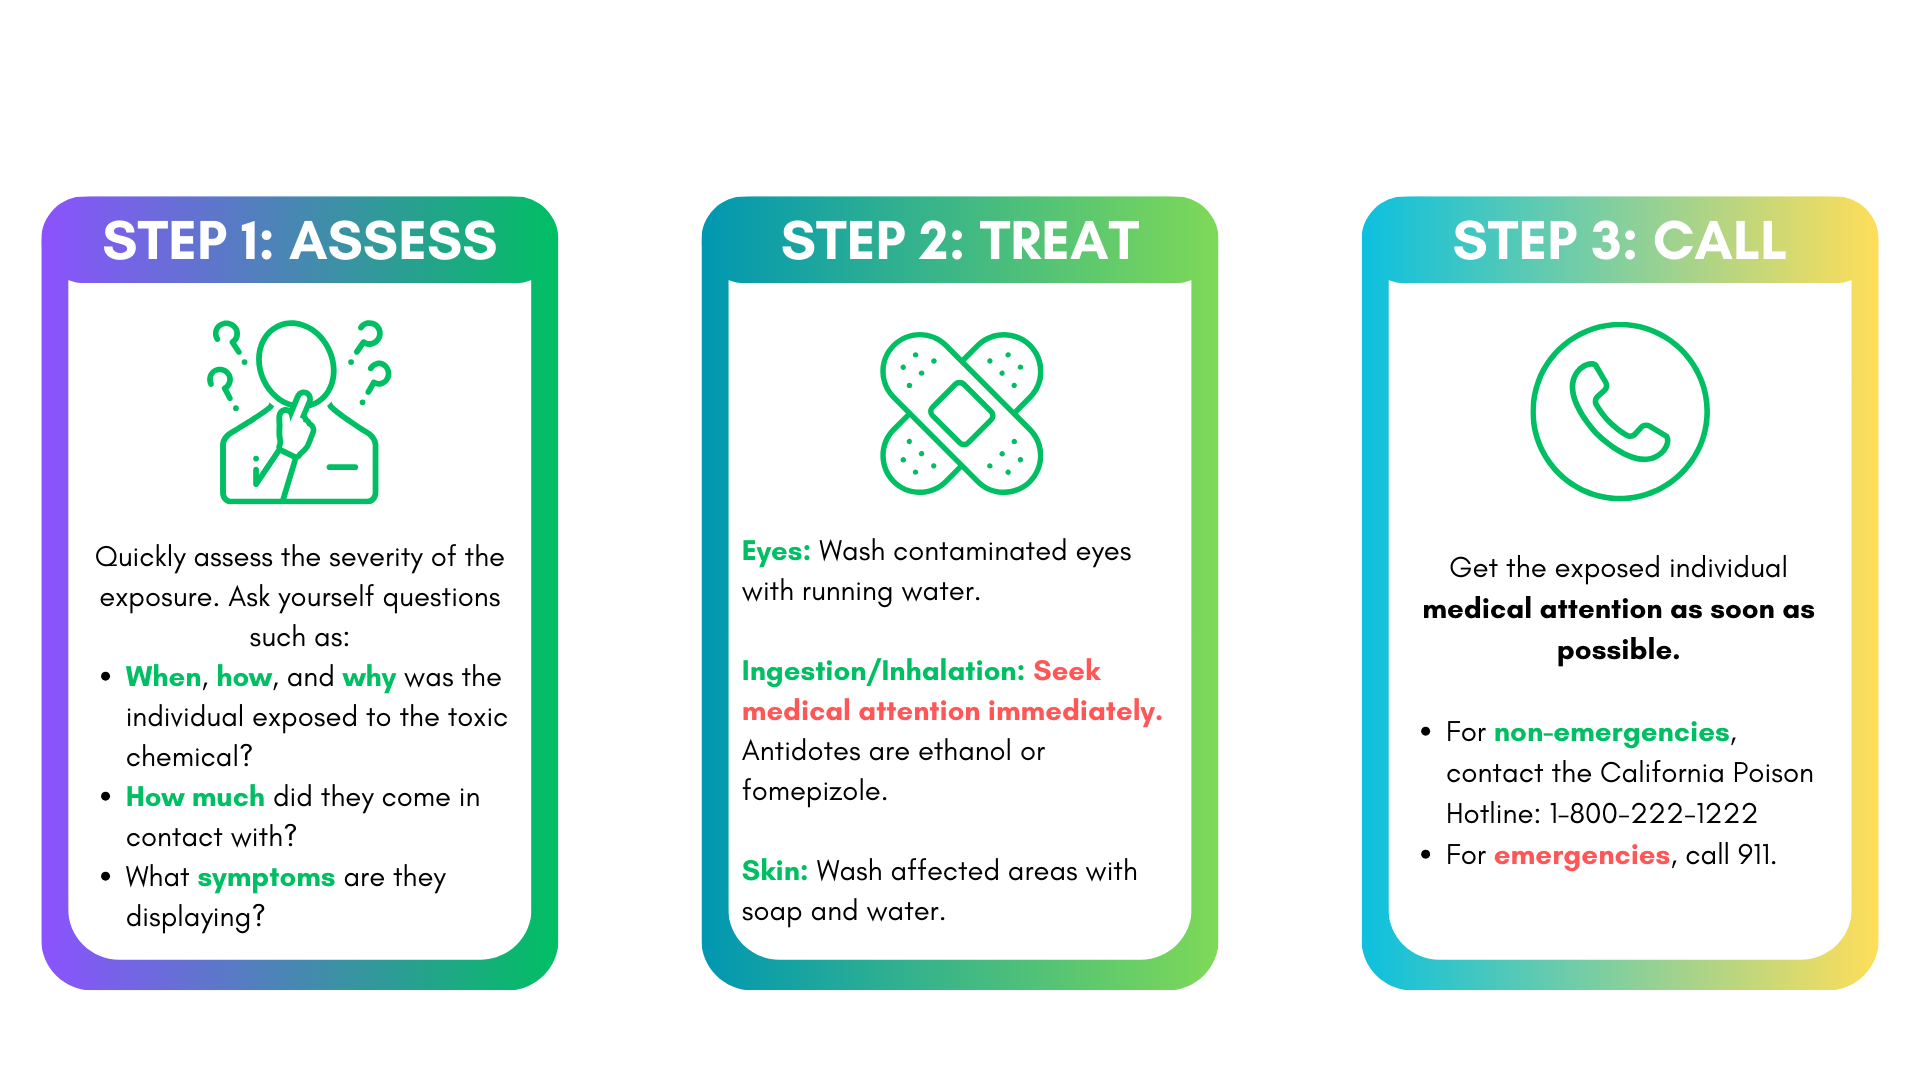 STEP 1: ASSESS
Quickly assess the severity of the
exposure. Ask yourself questions
such as:
• When, how, and why was the
individual exposed to the toxic
chemical?
• How much did they come in
contact with?
• What symptoms are they
displaying?
STEP 2: TREAT
Eyes: Wash contaminated eyes
with running water.
Ingestion/Inhalation: Seek
medical attention immediately.
Antidotes are ethanol or
fomepizole.
Skin: Wash affected areas with
soap and water.
STEP 3: CALL
Get the exposed individual
medical attention as soon as
possible.
• For non-emergencies,
contact the California Poison
Hotline: 1-800-222-1222
• For emergencies, call 911.